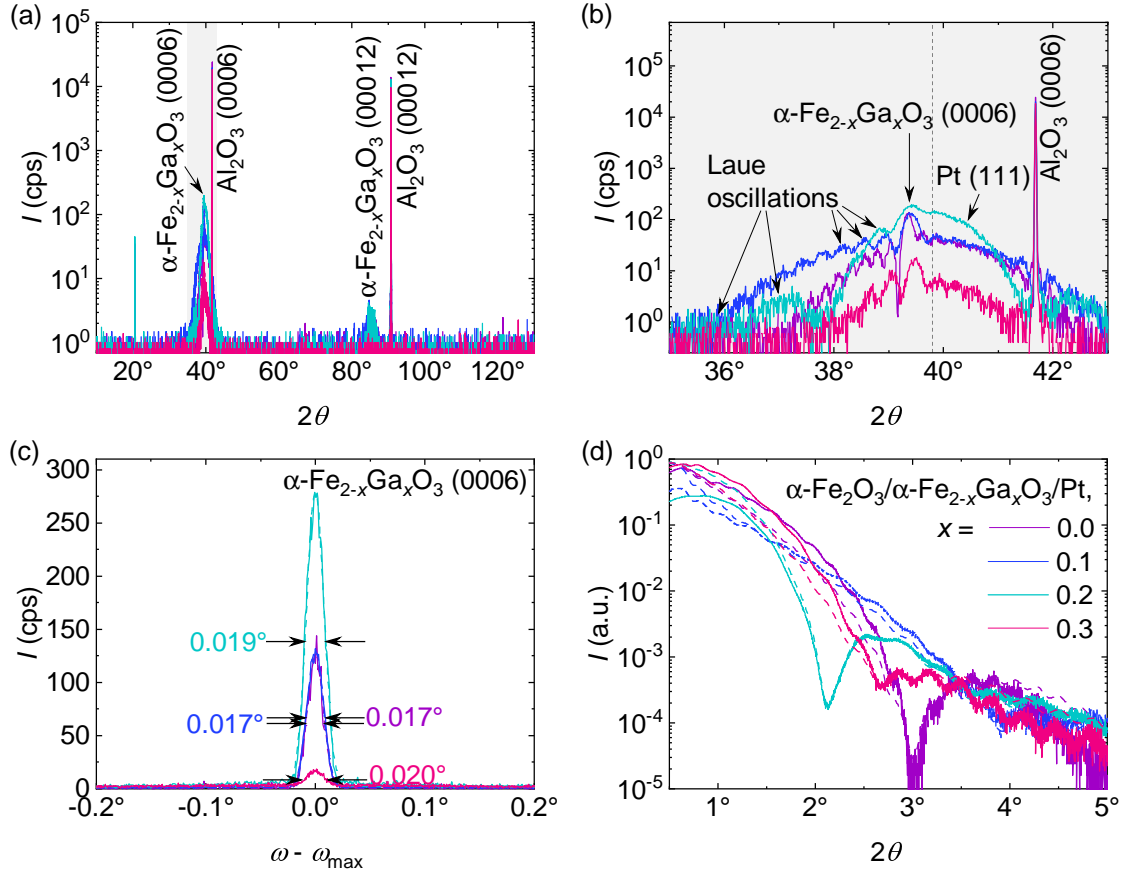 (a)
10⁵
10⁴
10³
10²
10¹
10⁰
I (cps)
α-Fe₂₋ₓGaₓO₃ (0006)
Al₂O₃ (0006)
α-Fe₂₋ₓGaₓO₃ (00012)
Al₂O₃ (00012)
20° 40° 60° 80° 100° 120°
2θ
(b)
10⁵
10⁴
10³
10²
10¹
10⁰
I (cps)
α-Fe₂₋ₓGaₓO₃ (0006)
Laue
oscillations
Pt (111)
Al₂O₃ (0006)
36° 38° 40° 42°
2θ
(c)
300
250
200
150
100
50
0
I (cps)
α-Fe₂₋ₓGaₓO₃ (0006)
0.019°
0.017° 0.017°
0.020°
-0.2° -0.1° 0.0° 0.1° 0.2°
ω - ωmax
(d)
10⁰
10⁻¹
10⁻²
10⁻³
10⁻⁴
10⁻⁵
I (a.u.)
α-Fe₂O₃/α-Fe₂₋ₓGaₓO₃/Pt,
x = 0.0
0.1
0.2
0.3
1° 2° 3° 4° 5°
2θ